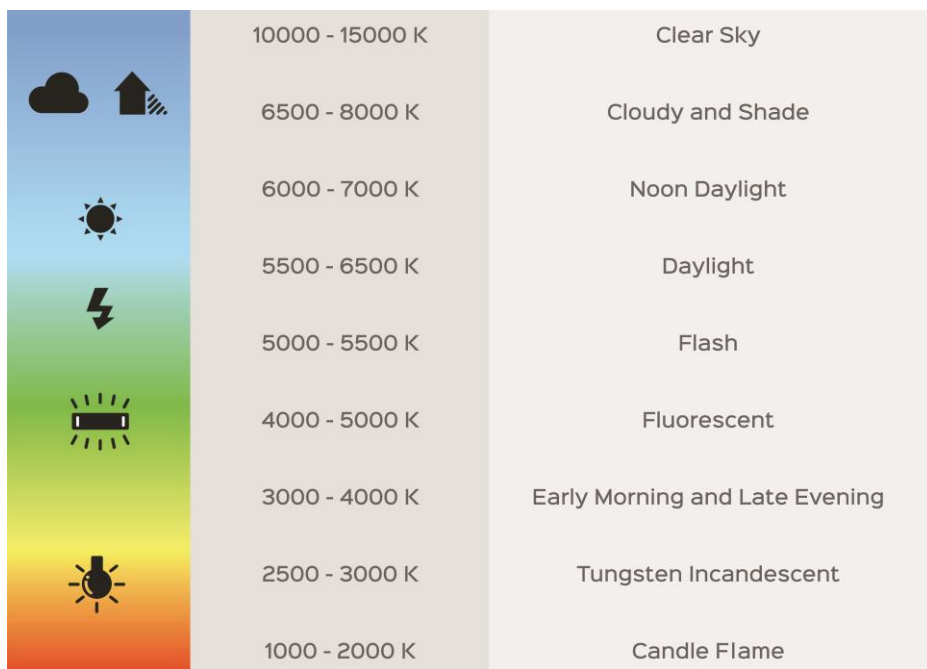 10000 - 15000 K Clear Sky
6500 - 8000 K Cloudy and Shade
6000 - 7000 K Noon Daylight
5500 - 6500 K Daylight
5000 - 5500 K Flash
4000 - 5000 K Fluorescent
3000 - 4000 K Early Morning and Late Evening
2500 - 3000 K Tungsten Incandescent
1000 - 2000 K Candle Flame